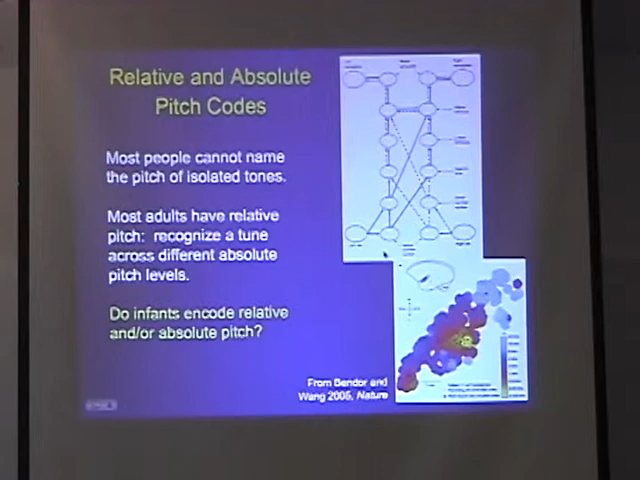 Relative and Absolute
Pitch Codes
Most people cannot name
the pitch of isolated tones.
Most adults have relative
pitch: recognize a tune
across different absolute
pitch levels.
Do infants encode relative
and/or absolute pitch?
From Bendor and
Wang 2005, Nature